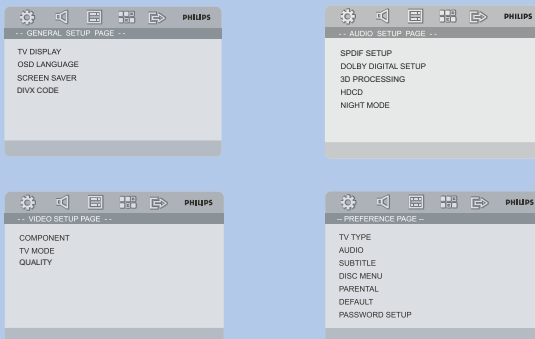 PHILIPS
-- GENERAL SETUP PAGE --
TV DISPLAY
OSD LANGUAGE
SCREEN SAVER
DIVX CODE
PHILIPS
-- AUDIO SETUP PAGE --
SPDIF SETUP
DOLBY DIGITAL SETUP
3D PROCESSING
HDCD
NIGHT MODE
PHILIPS
-- VIDEO SETUP PAGE --
COMPONENT
TV MODE
QUALITY
PHILIPS
-- PREFERENCE PAGE --
TV TYPE
AUDIO
SUBTITLE
DISC MENU
PARENTAL
DEFAULT
PASSWORD SETUP